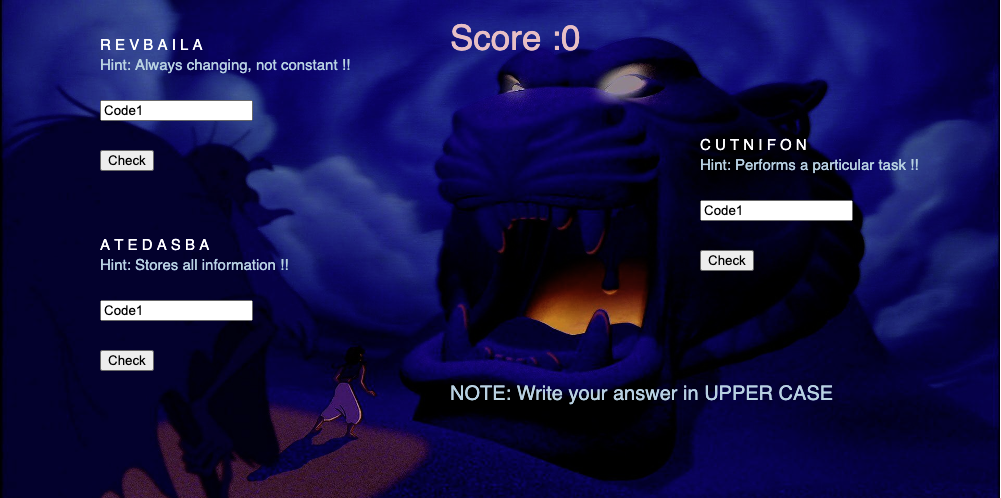 Score :0
R E V B A I L A
Hint: Always changing, not constant !!
Code1
Check
C U T N I F O N
Hint: Performs a particular task !!
Code1
Check
A T E D A S B A
Hint: Stores all information !!
Code1
Check
NOTE: Write your answer in UPPER CASE